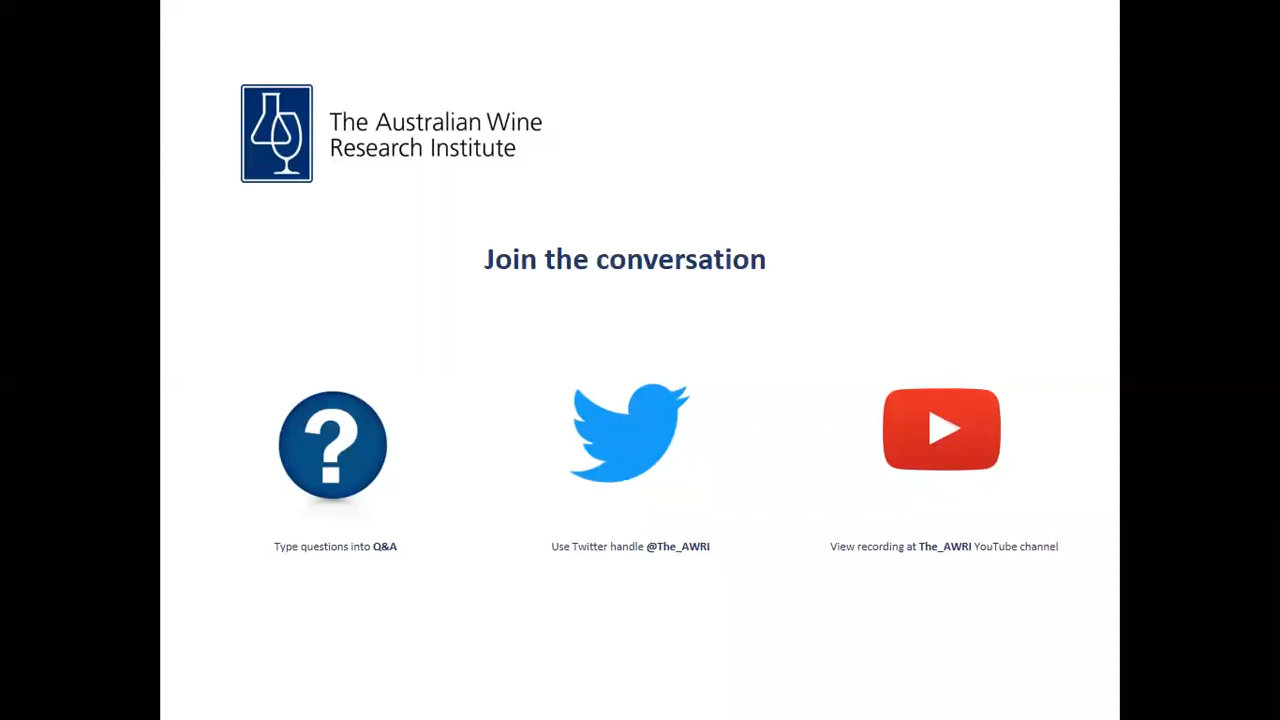 The Australian Wine
Research Institute
Join the conversation
?
Type questions into Q&A
Use Twitter handle @The_AWRI
View recording at The_AWRI YouTube channel